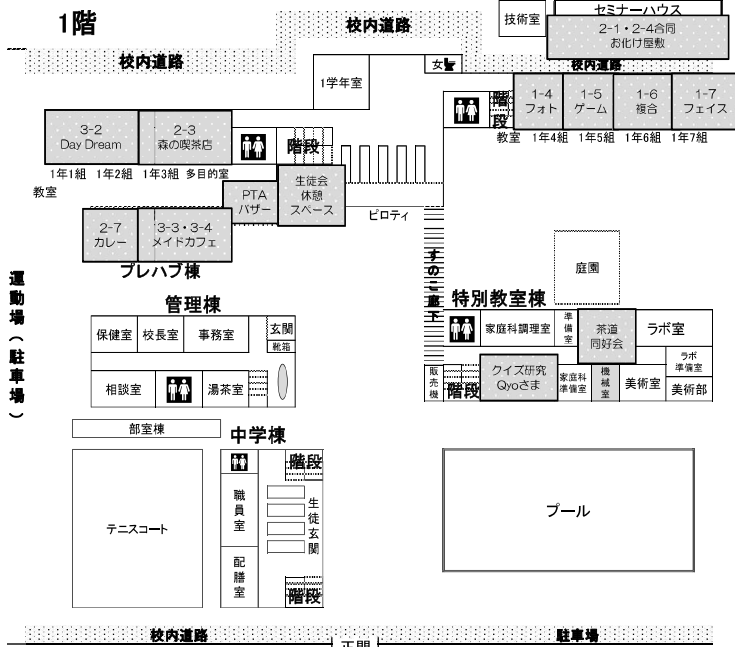 1階
校内道路
校内道路
技術室
セミナーハウス
2-1・2-4合同
お化け屋敷
校内道路
女
1学年室
階段
1-4
フォト
1-5
ゲーム
1-6
複合
1-7
フェイス
教室 1年4組 1年5組 1年6組 1年7組
3-2
Day Dream
2-3
森の喫茶店
階段
1年1組 1年2組 1年3組 多目的室
教室
PTA
バザー
生徒会
休憩
スペース
ピロティ
2-7
カレー
3-3・3-4
メイドカフェ
プレハブ棟
すのこ廊下
庭園
運動場(駐車場)
管理棟
保健室
校長室
事務室
玄関
靴箱
相談室
湯茶室
特別教室棟
家庭科調理室
準備室
茶道
同好会
ラボ室
販売機
階段
クイズ研究
Qyoさま
家庭科
準備室
機械室
美術室
ラボ
準備室
美術部
部室棟
中学棟
階段
職員室
生徒玄関
配膳室
階段
テニスコート
プール
校内道路
正門
駐車場